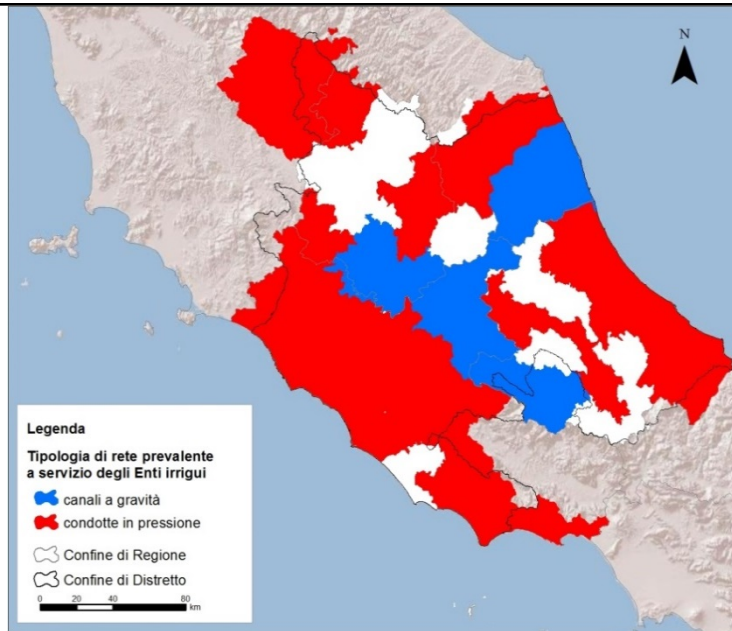 N
Legenda
Tipologia di rete prevalente
a servizio degli Enti irrigui
canali a gravità
condotte in pressione
Confine di Regione
Confine di Distretto
0 20 40 80
km